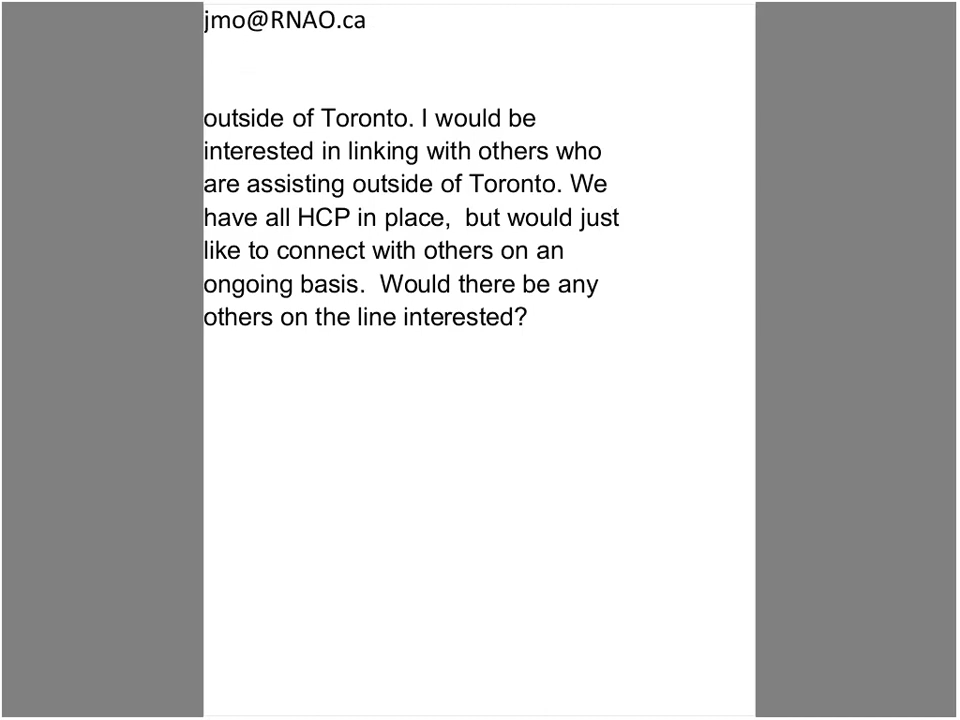 jmo@RNAO.ca
outside of Toronto. I would be
interested in linking with others who
are assisting outside of Toronto. We
have all HCP in place,  but would just
like to connect with others on an
ongoing basis.  Would there be any
others on the line interested?